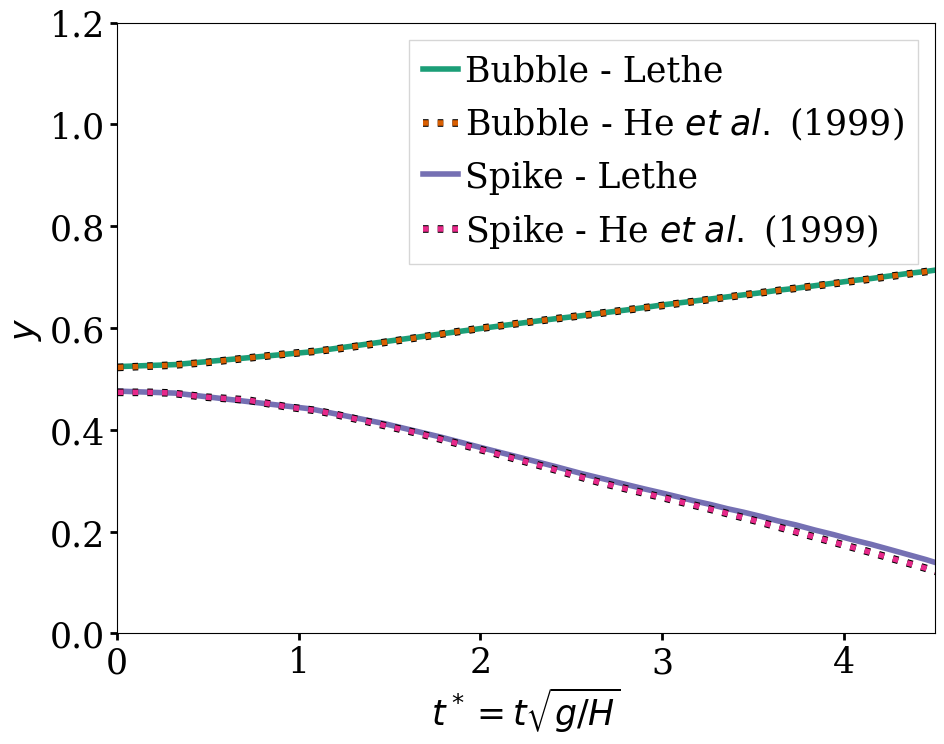 1.2
1.0
0.8
0.6
0.4
0.2
0.0
y
Bubble - Lethe
Bubble - He et al. (1999)
Spike - Lethe
Spike - He et al. (1999)
0 1 2 3 4
t* = t√g/H